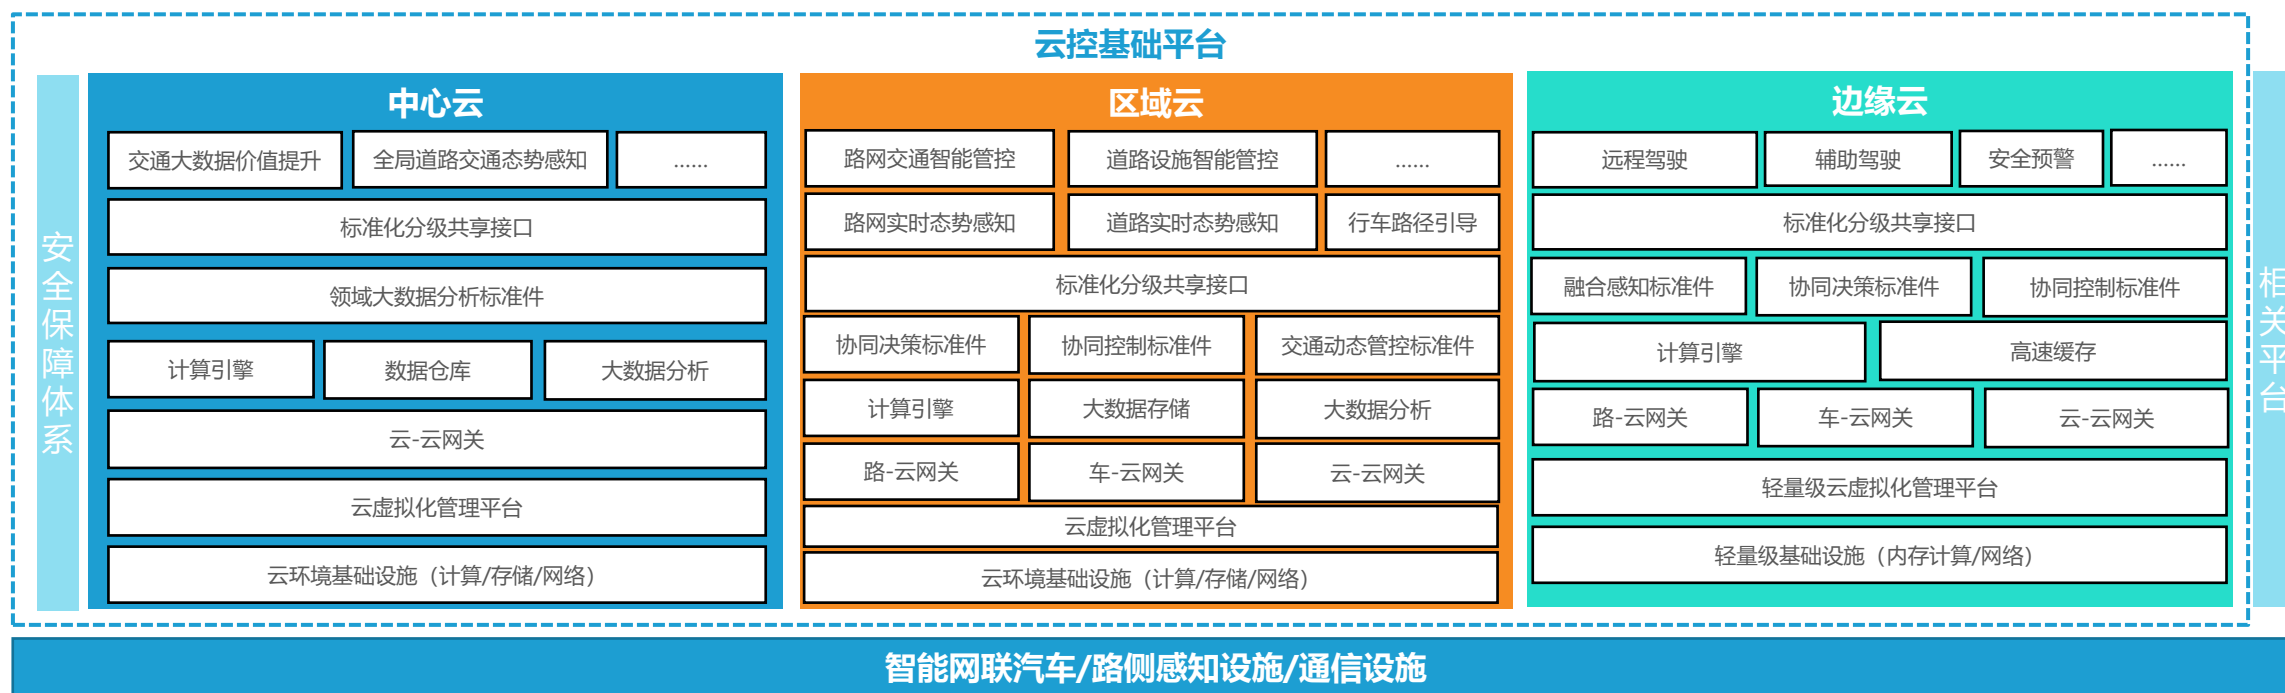 云控基础平台
安全保障体系
中心云
交通大数据价值提升
全局道路交通态势感知
......
标准化分级共享接口
领域大数据分析标准件
计算引擎
数据仓库
大数据分析
云-云网关
云虚拟化管理平台
云环境基础设施（计算/存储/网络）
区域云
路网交通智能管控
道路设施智能管控
......
路网实时态势感知
道路实时态势感知
行车路径引导
标准化分级共享接口
协同决策标准件
协同控制标准件
交通动态管控标准件
计算引擎
大数据存储
大数据分析
路-云网关
车-云网关
云-云网关
云虚拟化管理平台
云环境基础设施（计算/存储/网络）
边缘云
远程驾驶
辅助驾驶
安全预警
......
标准化分级共享接口
融合感知标准件
协同决策标准件
协同控制标准件
计算引擎
高速缓存
路-云网关
车-云网关
云-云网关
轻量级云虚拟化管理平台
轻量级基础设施（内存计算/网络）
相关平台
智能网联汽车/路侧感知设施/通信设施